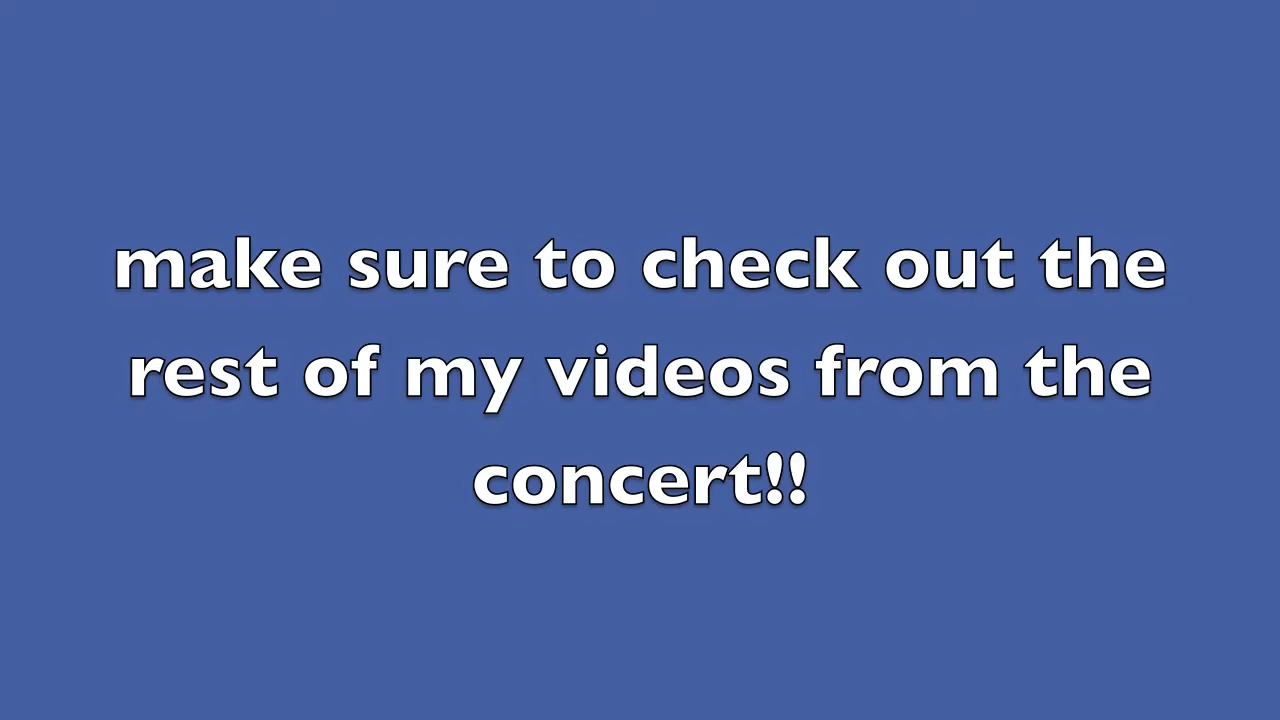 make sure to check out the
rest of my videos from the
concert!!